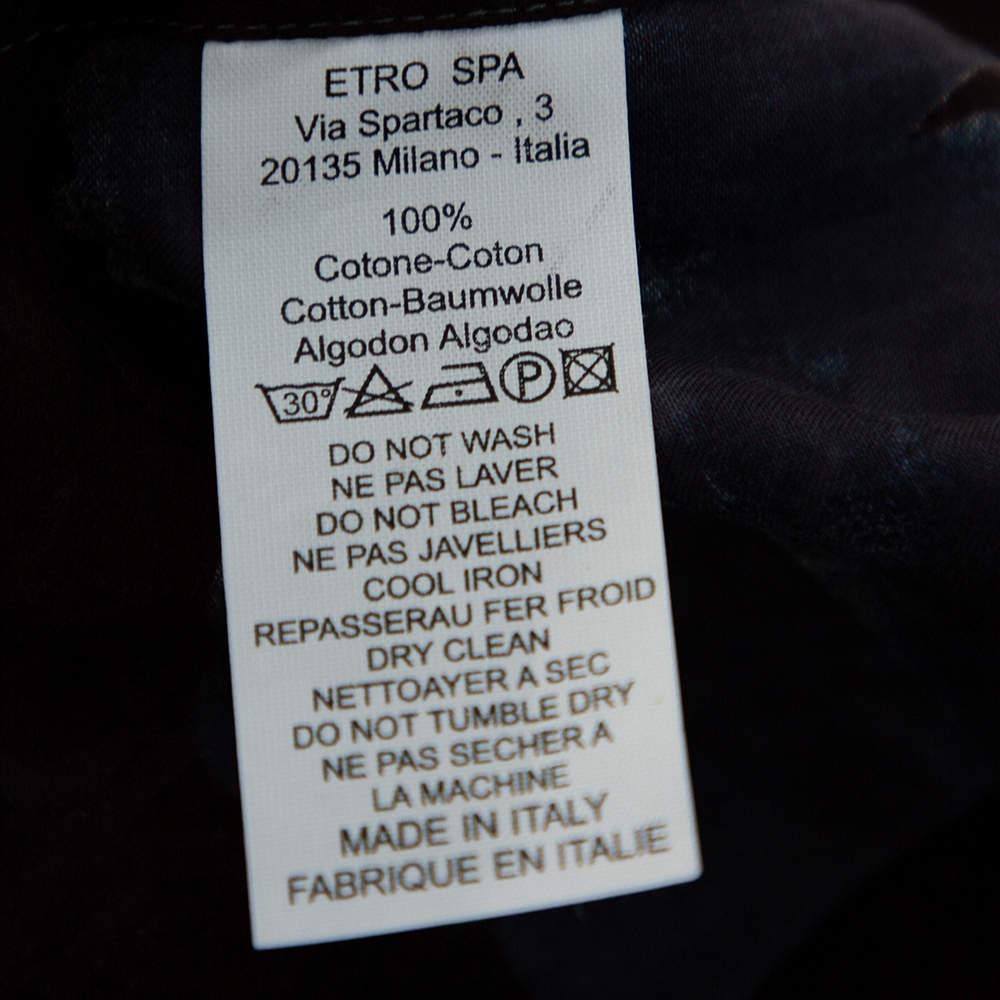 ETRO SPA
Via Spartaco , 3
20135 Milano - Italia
100%
Cotone-Coton
Cotton-Baumwolle
Algodon Algodao
30° P
DO NOT WASH
NE PAS LAVER
DO NOT BLEACH
NE PAS JAVELLIERS
COOL IRON
REPASSERAU FER FROID
DRY CLEAN
NETTOAYER A SEC
DO NOT TUMBLE DRY
NE PAS SECHER A
LA MACHINE
MADE IN ITALY
FABRIQUE EN ITALIE